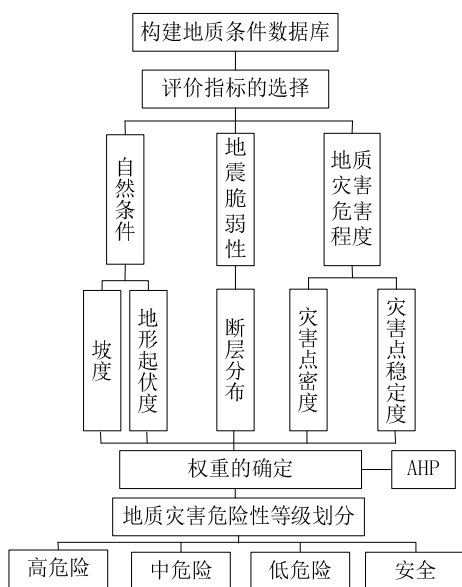 构建地质条件数据库
评价指标的选择
自然条件
地震脆弱性
地质
灾害
危害
程度
坡度
地形起伏度
断层分布
灾害点密度
灾害点稳定度
权重的确定
AHP
地质灾害危险性等级划分
高危险
中危险
低危险
安全